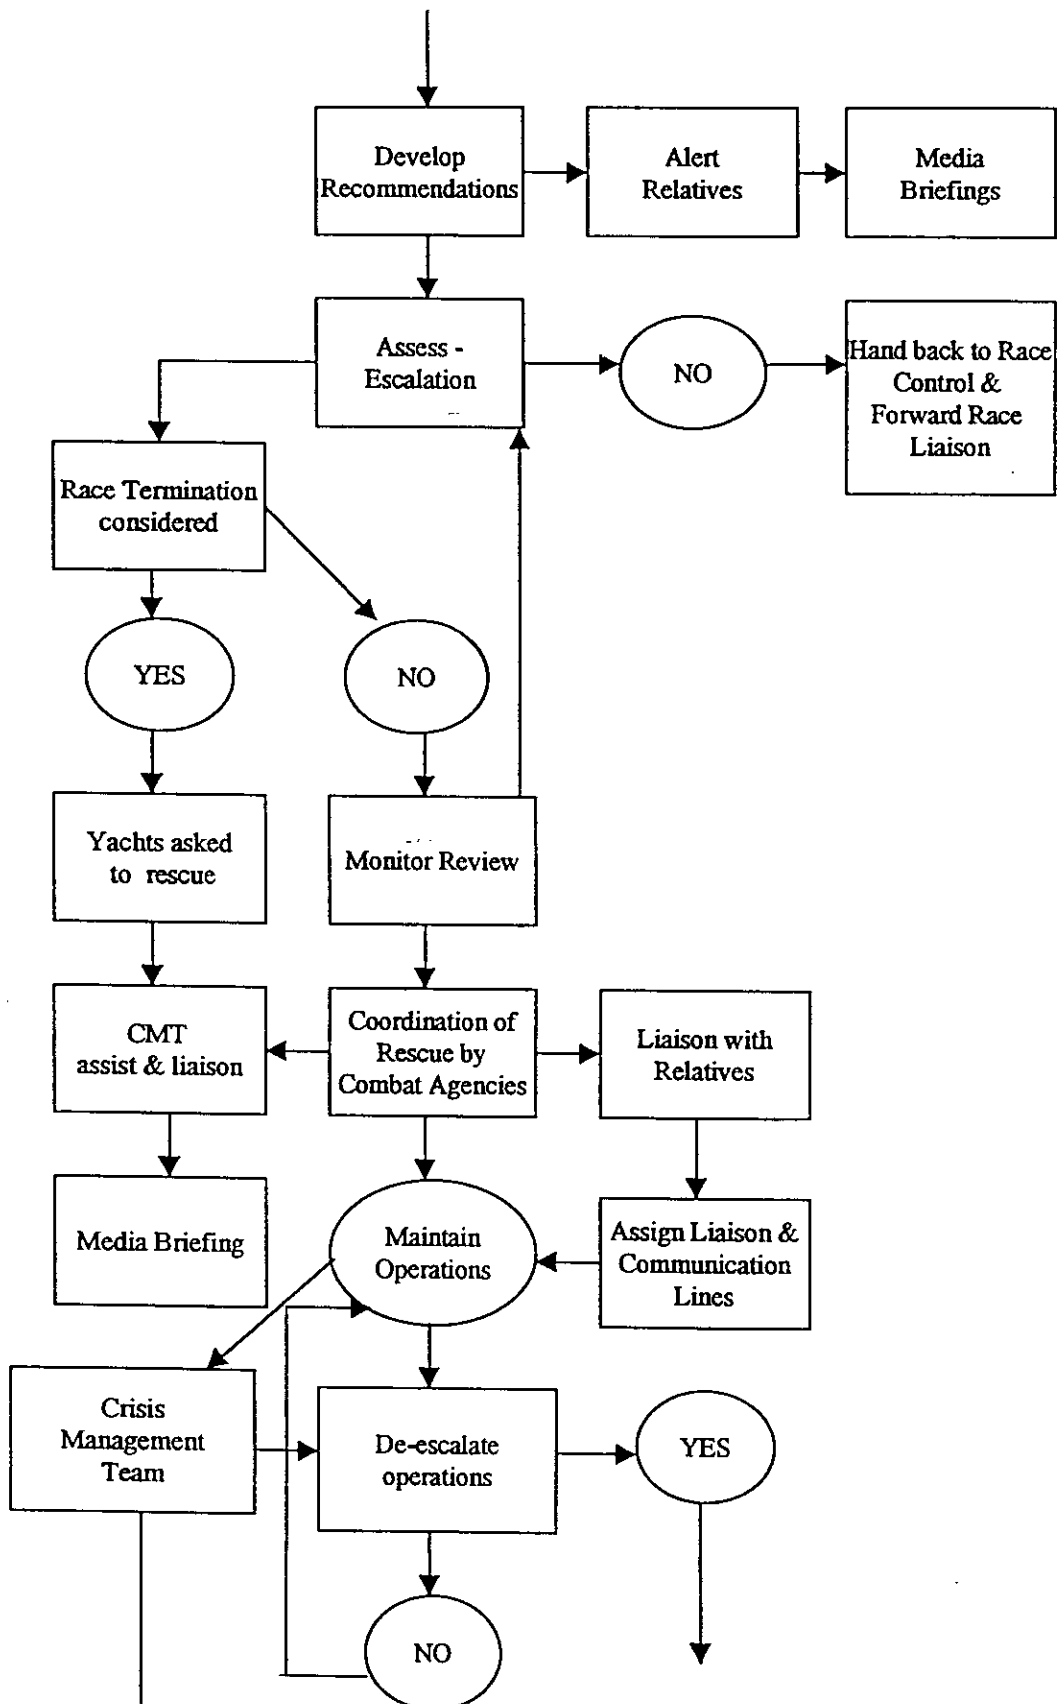 Develop
Recommendations
Alert
Relatives
Media
Briefings
Assess -
Escalation
NO
Hand back to Race
Control &
Forward Race
Liaison
Race Termination
considered
YES
NO
Yachts asked
to rescue
Monitor Review
CMT
assist & liaison
Coordination of
Rescue by
Combat Agencies
Liaison with
Relatives
Media Briefing
Maintain
Operations
Assign Liaison &
Communication
Lines
Crisis
Management
Team
De-escalate
operations
YES
NO